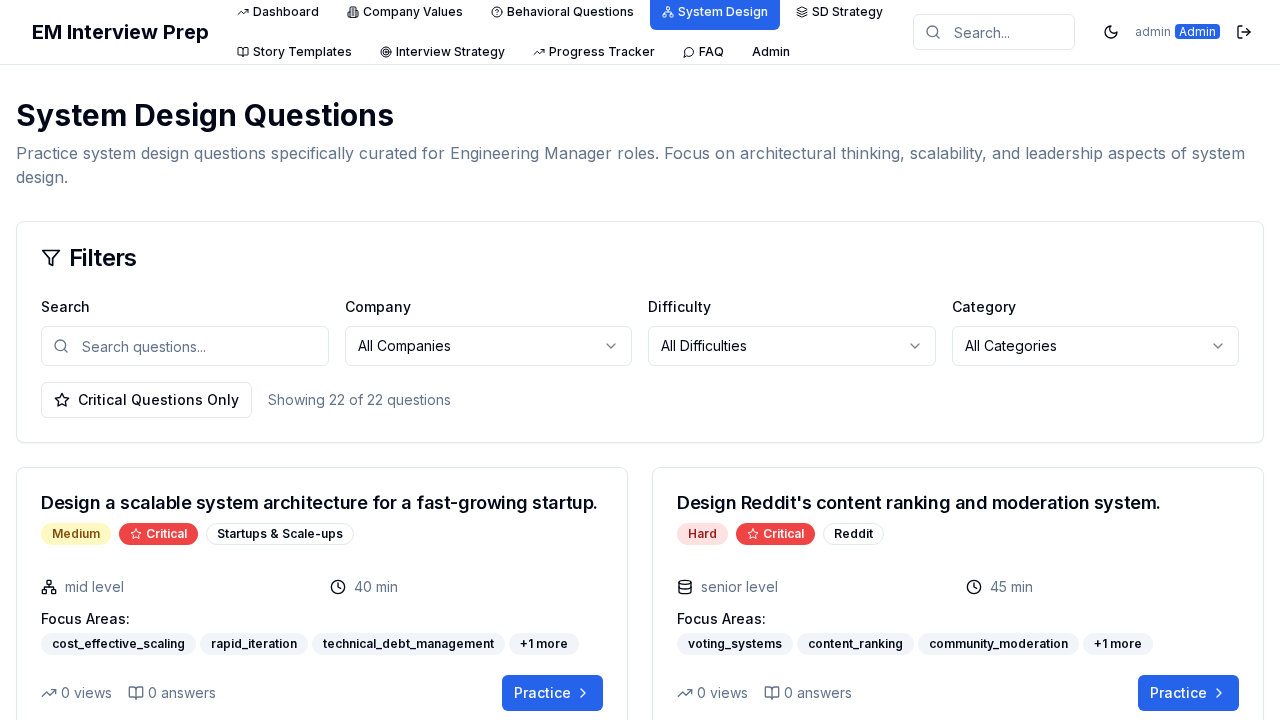 EM Interview Prep
Dashboard Company Values Behavioral Questions System Design SD Strategy
Story Templates Interview Strategy Progress Tracker FAQ Admin
Search...
admin Admin
System Design Questions
Practice system design questions specifically curated for Engineering Manager roles. Focus on architectural thinking, scalability, and leadership aspects of system
design.
Filters
Search Company Difficulty Category
Search questions... All Companies All Difficulties All Categories
Critical Questions Only Showing 22 of 22 questions
Design a scalable system architecture for a fast-growing startup.
Medium Critical Startups & Scale-ups
mid level 40 min
Focus Areas:
cost_effective_scaling rapid_iteration technical_debt_management +1 more
0 views 0 answers Practice
Design Reddit's content ranking and moderation system.
Hard Critical Reddit
senior level 45 min
Focus Areas:
voting_systems content_ranking community_moderation +1 more
0 views 0 answers Practice